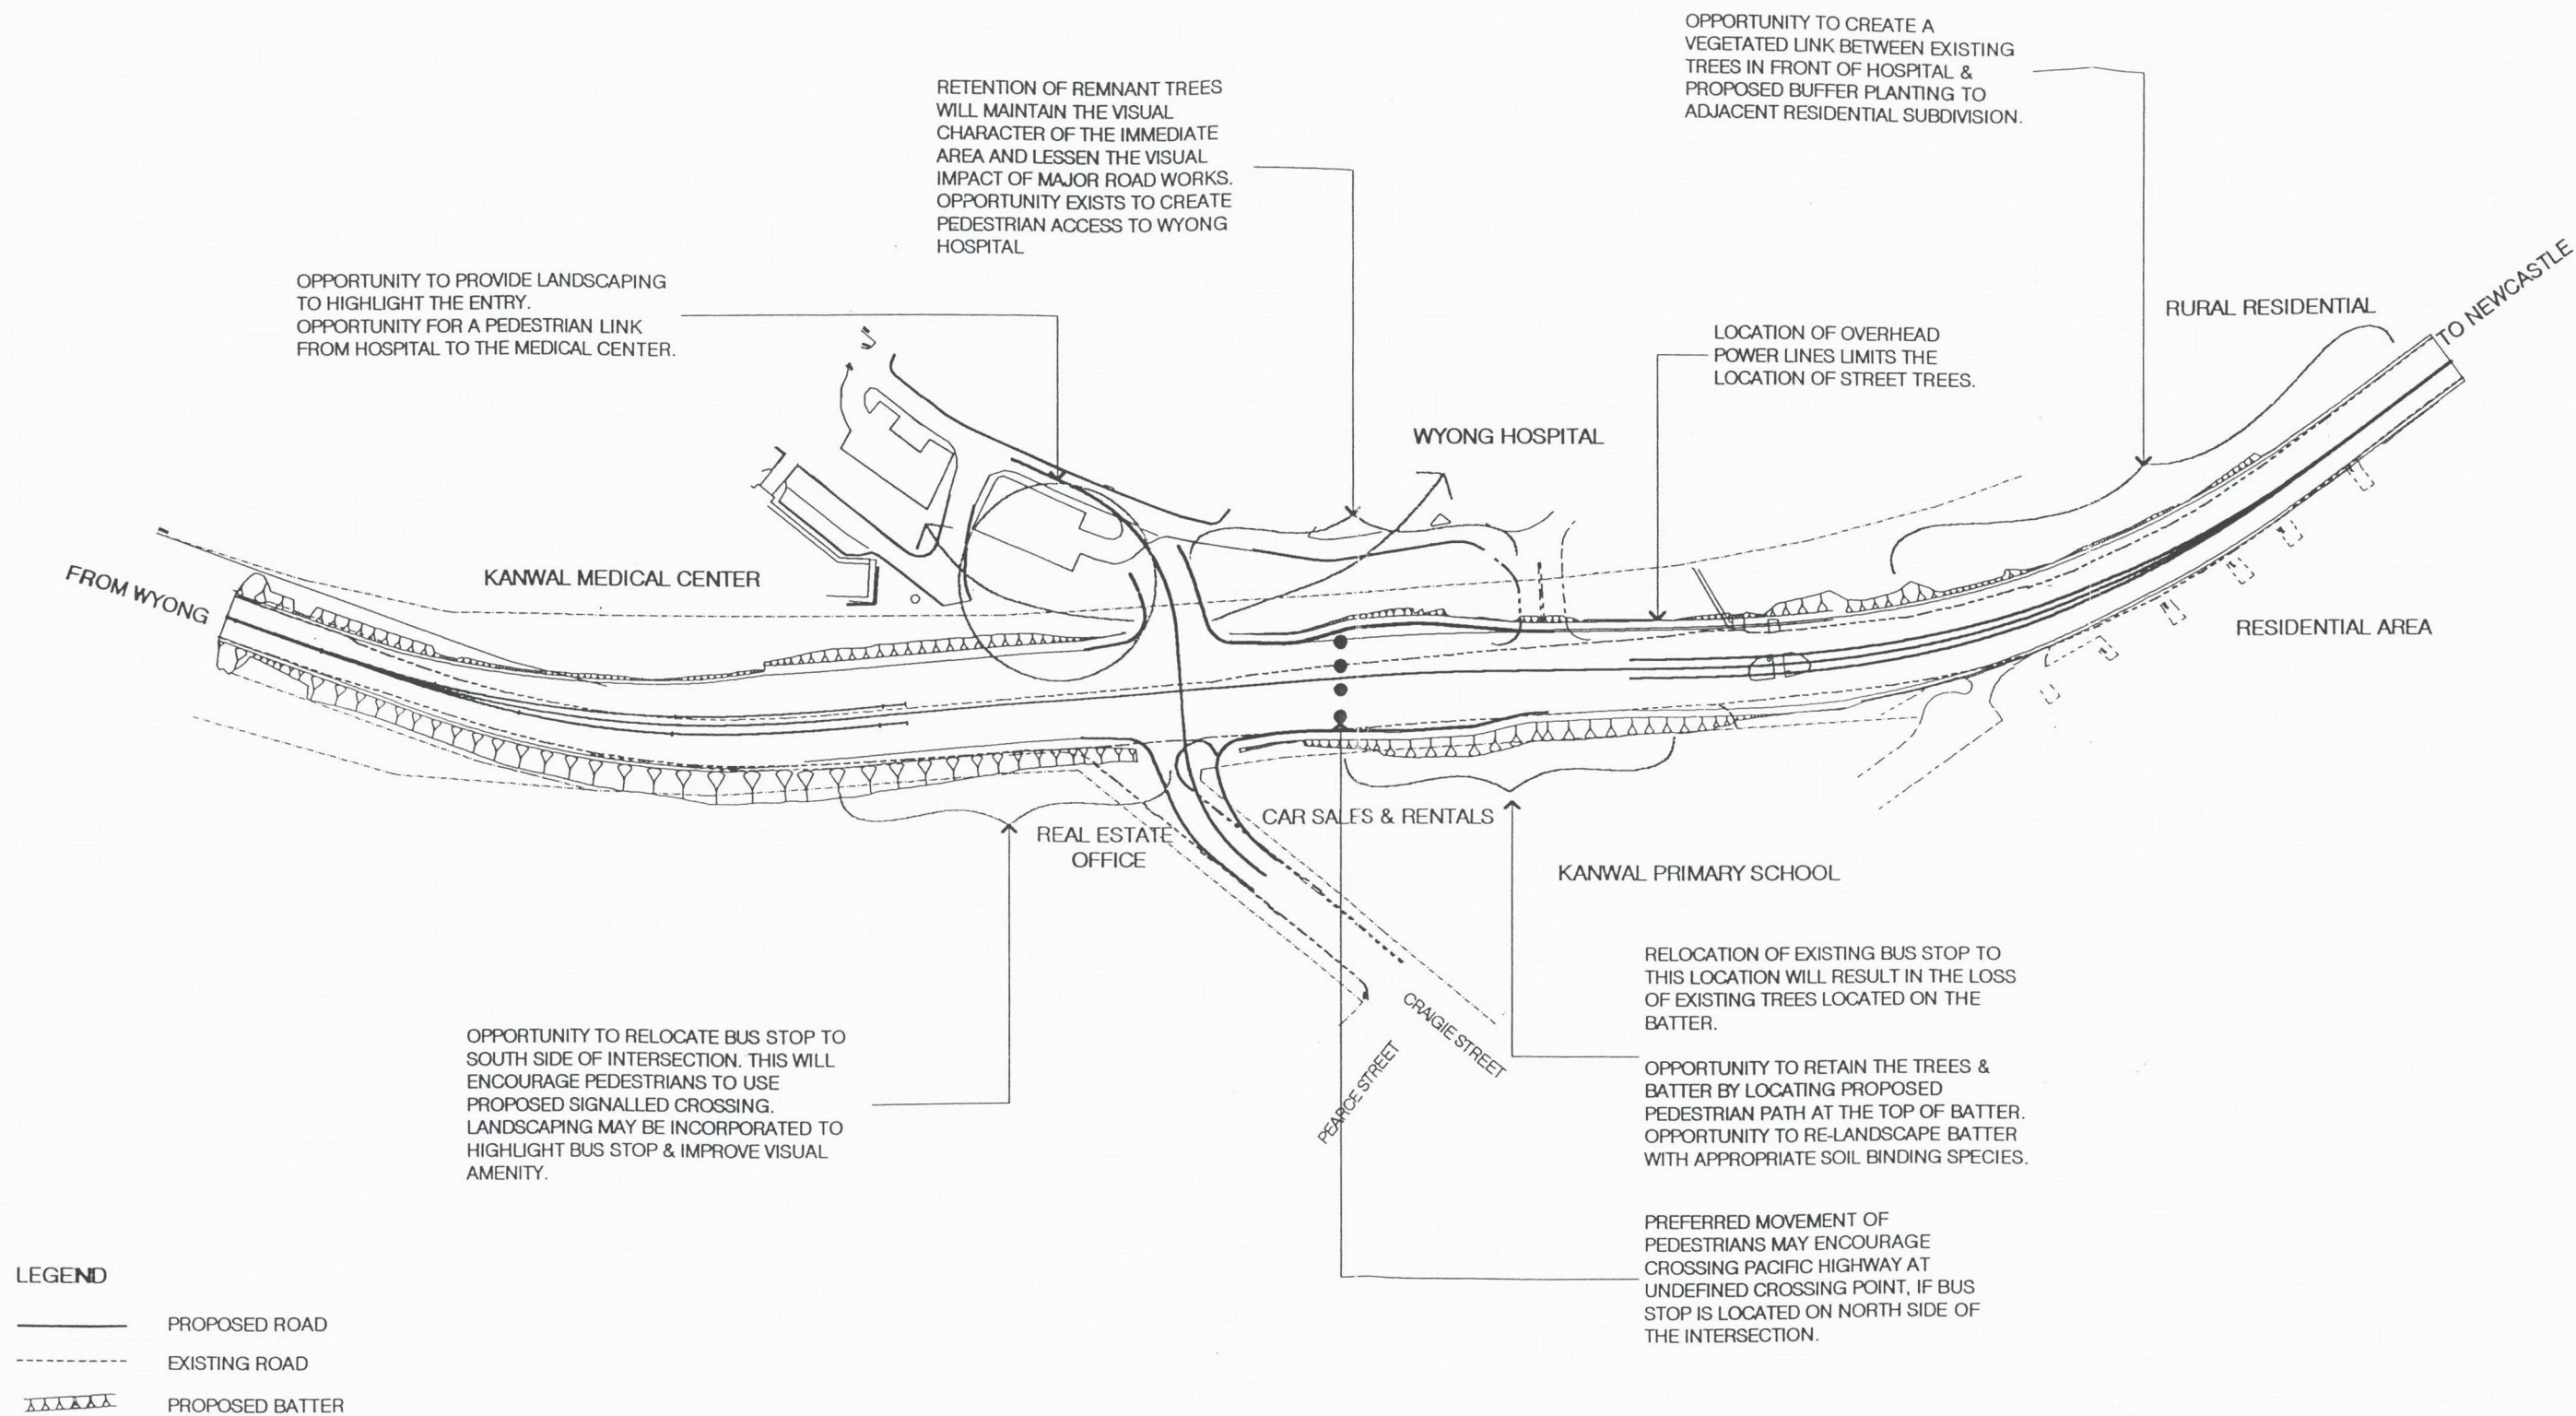 OPPORTUNITY TO CREATE A
VEGETATED LINK BETWEEN EXISTING
TREES IN FRONT OF HOSPITAL &
PROPOSED BUFFER PLANTING TO
ADJACENT RESIDENTIAL SUBDIVISION.
RETENTION OF REMNANT TREES
WILL MAINTAIN THE VISUAL
CHARACTER OF THE IMMEDIATE
AREA AND LESSEN THE VISUAL
IMPACT OF MAJOR ROAD WORKS.
OPPORTUNITY EXISTS TO CREATE
PEDESTRIAN ACCESS TO WYONG
HOSPITAL
OPPORTUNITY TO PROVIDE LANDSCAPING
TO HIGHLIGHT THE ENTRY.
OPPORTUNITY FOR A PEDESTRIAN LINK
FROM HOSPITAL TO THE MEDICAL CENTER.
LOCATION OF OVERHEAD
POWER LINES LIMITS THE
LOCATION OF STREET TREES.
RURAL RESIDENTIAL
TO NEWCASTLE
WYONG HOSPITAL
FROM WYONG
KANWAL MEDICAL CENTER
RESIDENTIAL AREA
REAL ESTATE
OFFICE
CAR SALES & RENTALS
KANWAL PRIMARY SCHOOL
CRAIGIE STREET
PEARCE STREET
OPPORTUNITY TO RELOCATE BUS STOP TO
SOUTH SIDE OF INTERSECTION. THIS WILL
ENCOURAGE PEDESTRIANS TO USE
PROPOSED SIGNALLED CROSSING.
LANDSCAPING MAY BE INCORPORATED TO
HIGHLIGHT BUS STOP & IMPROVE VISUAL
AMENITY.
RELOCATION OF EXISTING BUS STOP TO
THIS LOCATION WILL RESULT IN THE LOSS
OF EXISTING TREES LOCATED ON THE
BATTER.
OPPORTUNITY TO RETAIN THE TREES &
BATTER BY LOCATING PROPOSED
PEDESTRIAN PATH AT THE TOP OF BATTER.
OPPORTUNITY TO RE-LANDSCAPE BATTER
WITH APPROPRIATE SOIL BINDING SPECIES.
PREFERRED MOVEMENT OF
PEDESTRIANS MAY ENCOURAGE
CROSSING PACIFIC HIGHWAY AT
UNDEFINED CROSSING POINT, IF BUS
STOP IS LOCATED ON NORTH SIDE OF
THE INTERSECTION.
LEGEND
PROPOSED ROAD
EXISTING ROAD
PROPOSED BATTER